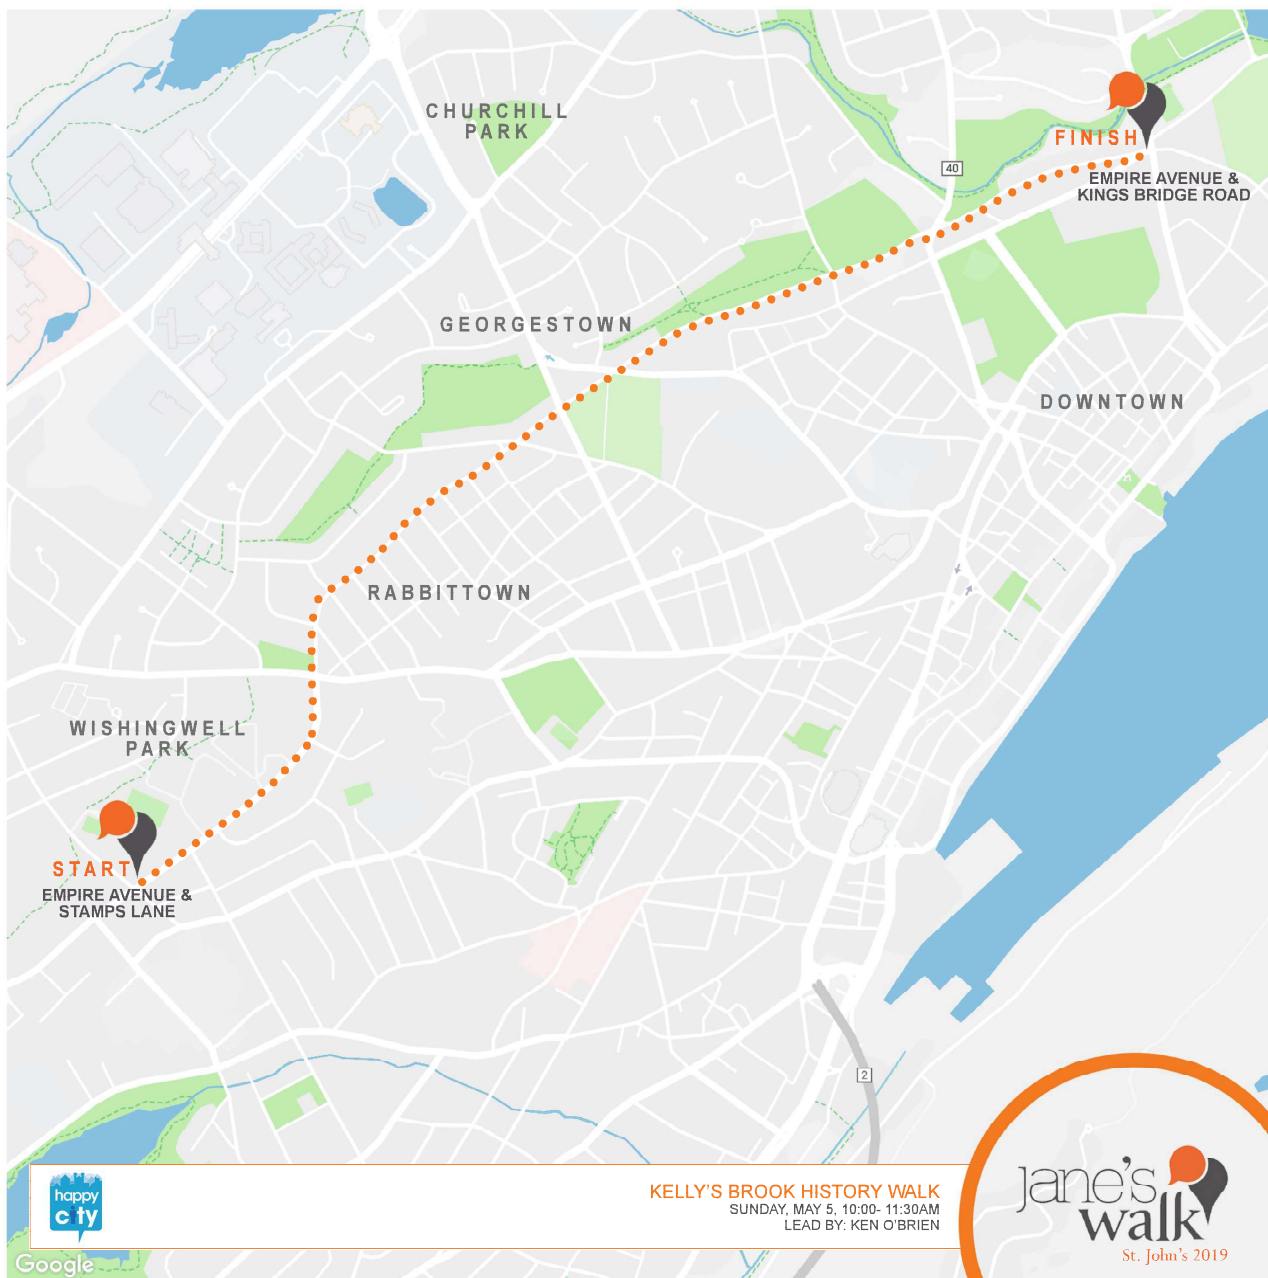 CHURCHILL
PARK
FINISH
40
EMPIRE AVENUE &
KINGS BRIDGE ROAD
GEORGESTOWN
DOWNTOWN
21
RABBITTOWN
WISHINGWELL
PARK
START
EMPIRE AVENUE &
STAMPS LANE
2
happy
city
KELLY'S BROOK HISTORY WALK
SUNDAY, MAY 5, 10:00- 11:30AM
LEAD BY: KEN O'BRIEN
jane's
walk
St. John's 2019
Google